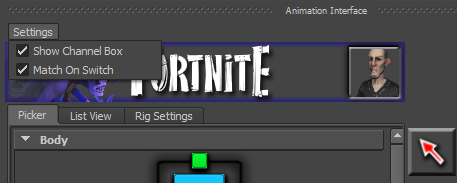 Animation Interface
Settings
Show Channel Box
Match On Switch
FORTNITE
Picker List View Rig Settings
Body